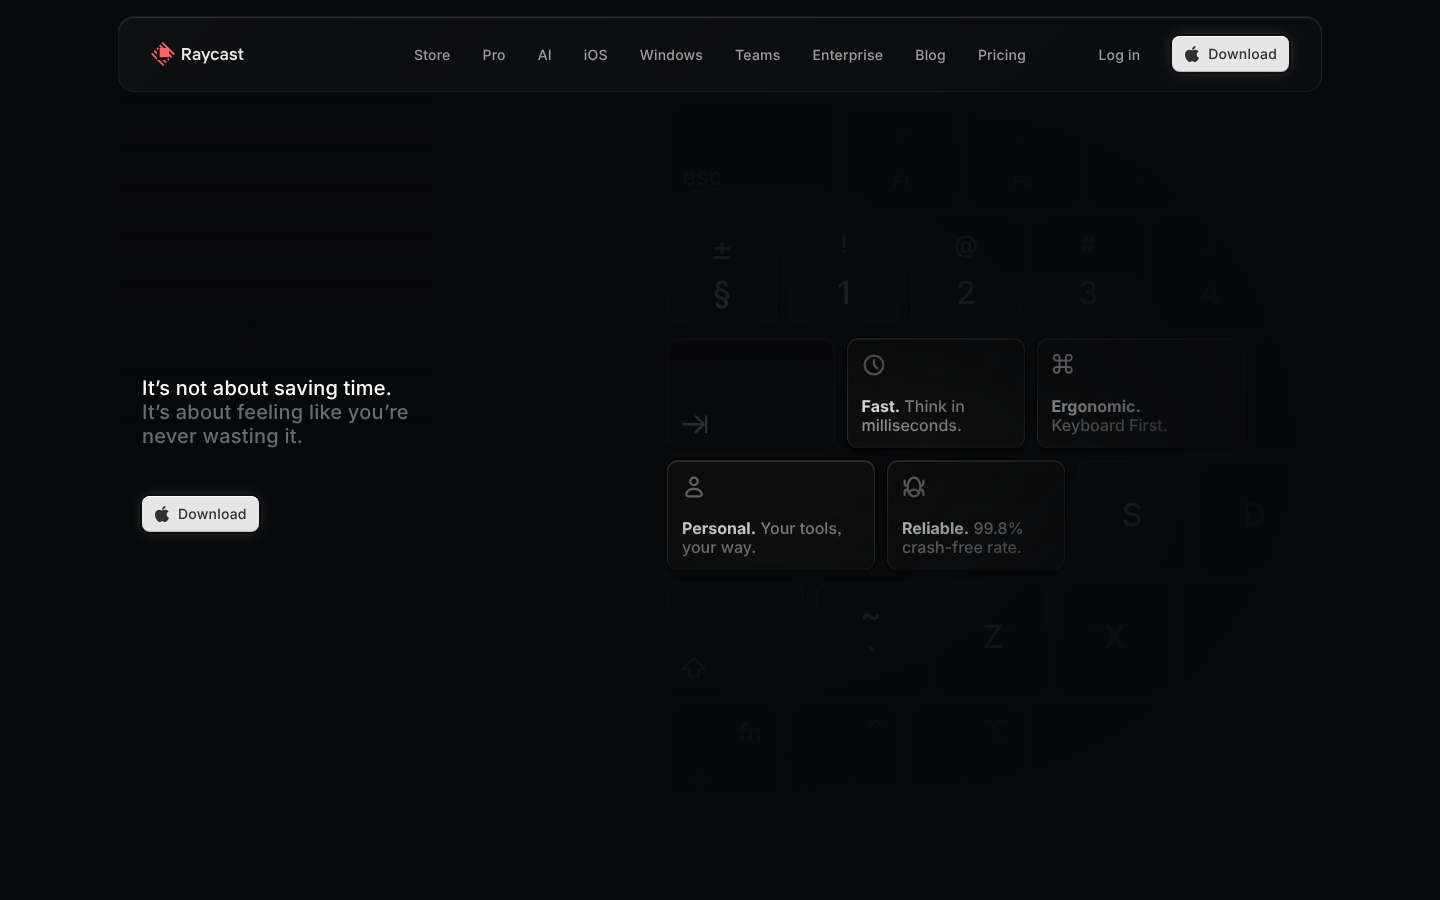 Raycast
Store
Pro
AI
iOS
Windows
Teams
Enterprise
Blog
Pricing
Log in
Download
It’s not about saving time.
It’s about feeling like you’re
never wasting it.
Download
esc
F1
F2
± ! @ #
§ 1 2 3 4
Fast. Think in
milliseconds.
Ergonomic.
Keyboard First.
Personal. Your tools,
your way.
Reliable. 99.8%
crash-free rate.
S D
~
` Z X
fn